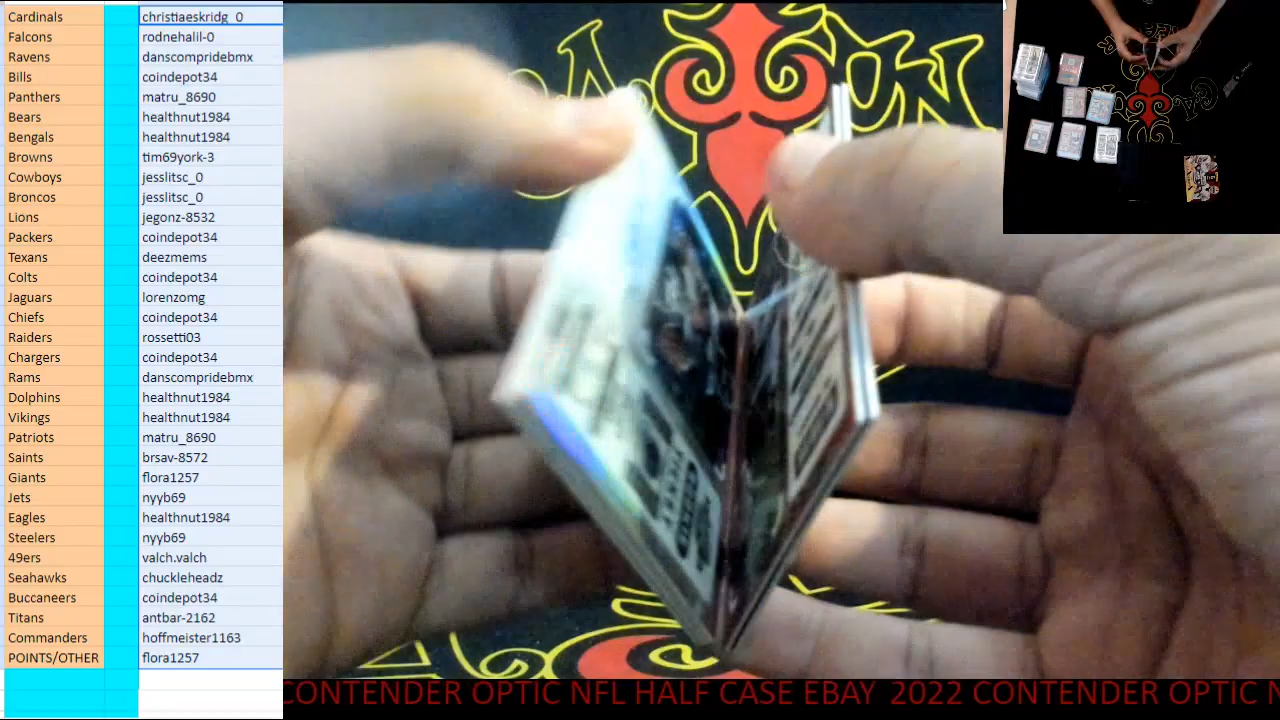 Cardinals christiaeskridg_0
Falcons rodnehalil-0
Ravens danscompridebmx
Bills coindepot34
Panthers matru_8690
Bears healthnut1984
Bengals healthnut1984
Browns tim69york-3
Cowboys jesslitsc_0
Broncos jesslitsc_0
Lions jegonz-8532
Packers coindepot34
Texans deezmems
Colts coindepot34
Jaguars lorenzomg
Chiefs coindepot34
Raiders rossetti03
Chargers coindepot34
Rams danscompridebmx
Dolphins healthnut1984
Vikings healthnut1984
Patriots matru_8690
Saints brsav-8572
Giants flora1257
Jets nyyb69
Eagles healthnut1984
Steelers nyyb69
49ers valch.valch
Seahawks chuckleheadz
Buccaneers coindepot34
Titans antbar-2162
Commanders hoffmeister1163
POINTS/OTHER flora1257
CONTENDER OPTIC NFL HALF CASE EBAY 2022 CONTENDER OPTIC N